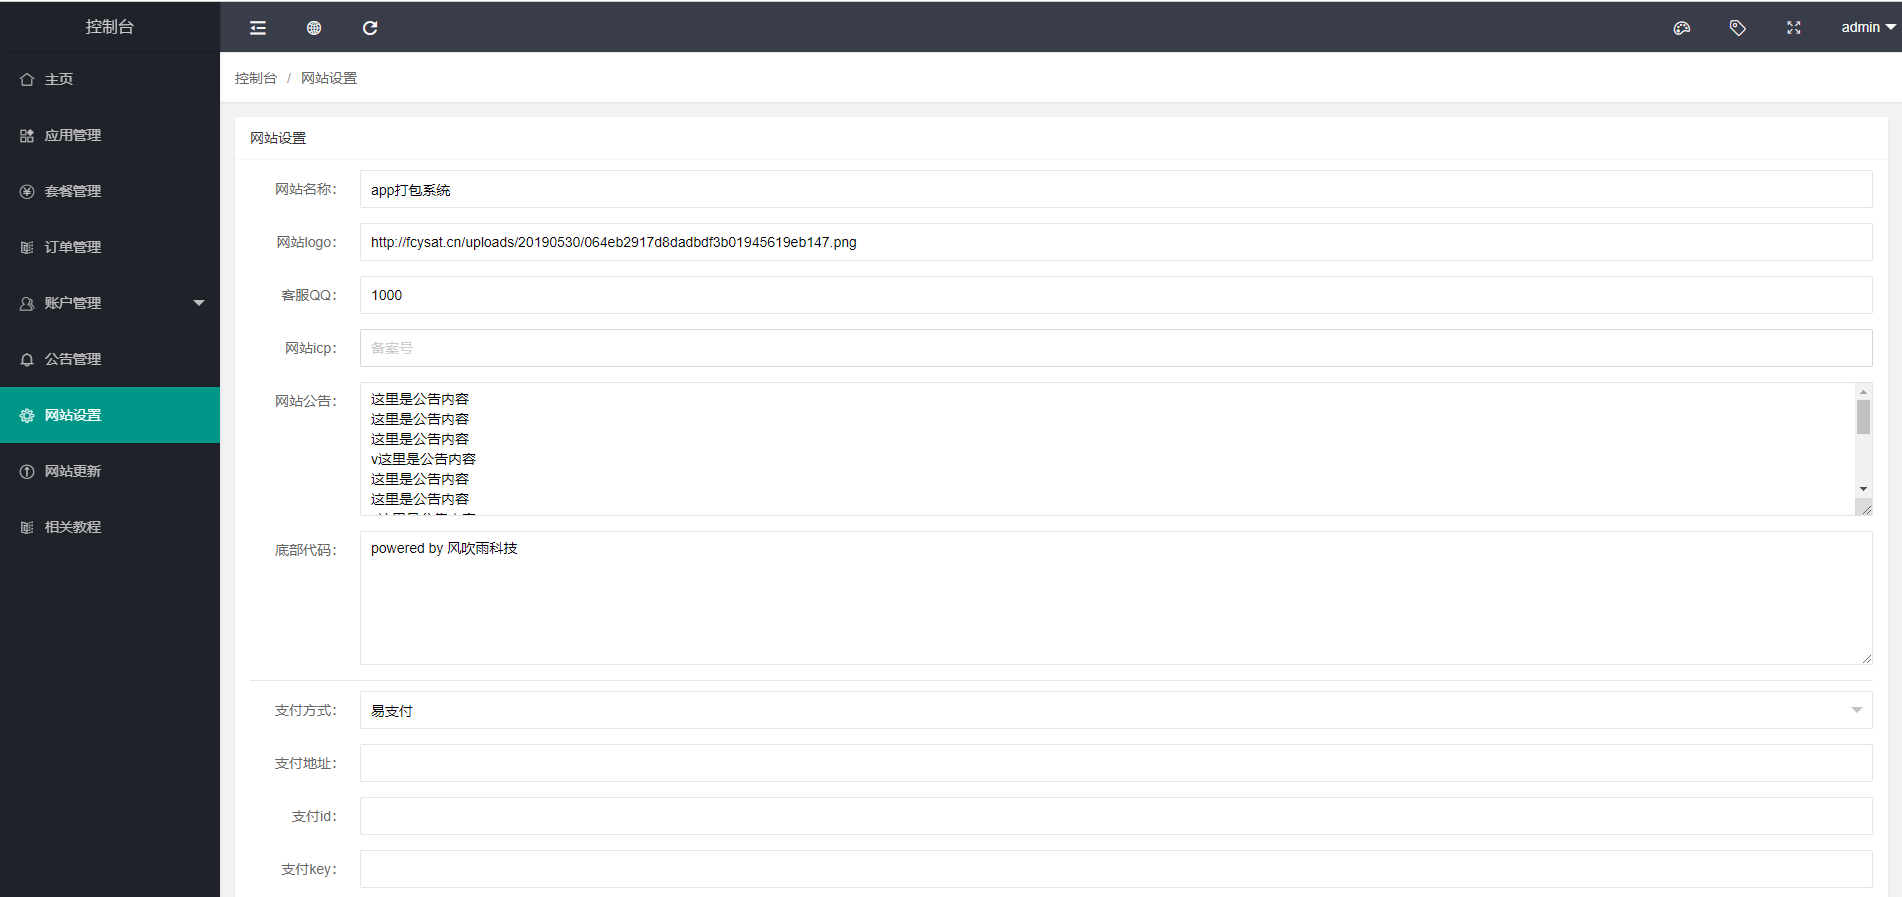 控制台
admin
主页
应用管理
套餐管理
订单管理
账户管理
公告管理
网站设置
网站更新
相关教程
控制台 / 网站设置
网站设置
网站名称：
app打包系统
网站logo：
http://fcysat.cn/uploads/20190530/064eb2917d8dadbdf3b01945619eb147.png
客服QQ：
1000
网站icp：
备案号
网站公告：
这里是公告内容
这里是公告内容
这里是公告内容
v这里是公告内容
这里是公告内容
这里是公告内容
底部代码：
powered by 风吹雨科技
支付方式：
易支付
支付地址：
支付id：
支付key：